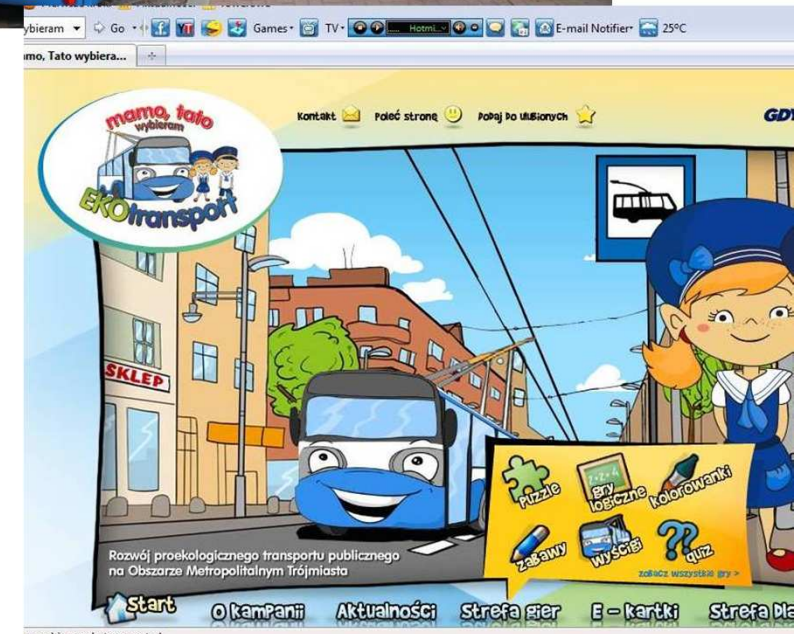 ybieram
Go
Games
TV
Hotmi...
E-mail Notifier
25°C
mo, Tato wybiera...
mamo, tato
wybieram
EKOtransport
Kontakt
Poleć stronę
Dodaj do ulubionych
GDY
SKLEP
Puzzle
gry logiczne
kolorowanki
zabawy
wyścigi
quiz
zobacz wszystkie gry >
Rozwój proekologicznego transportu publicznego
na Obszarze Metropolitalnym Trójmiasta
Start
O kampanii
Aktualności
Strefa gier
E - kartki
Strefa Dla